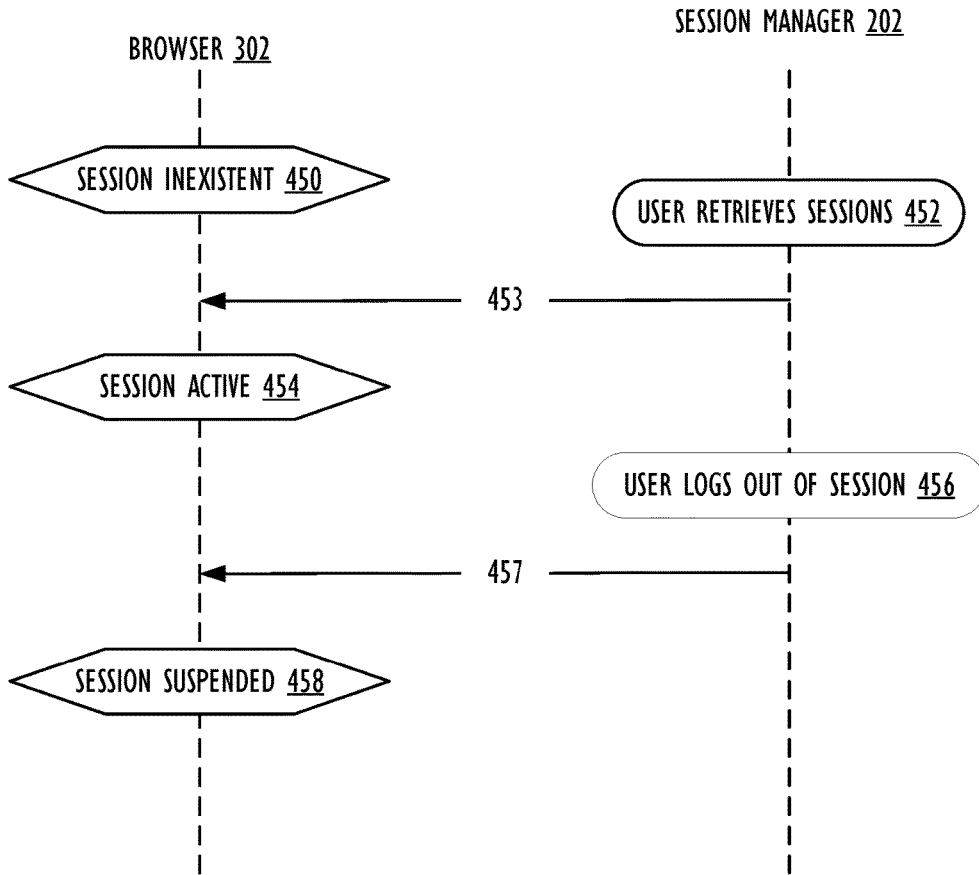 SESSION MANAGER 202
BROWSER 302
SESSION INEXISTENT 450
USER RETRIEVES SESSIONS 452
453
SESSION ACTIVE 454
USER LOGS OUT OF SESSION 456
457
SESSION SUSPENDED 458